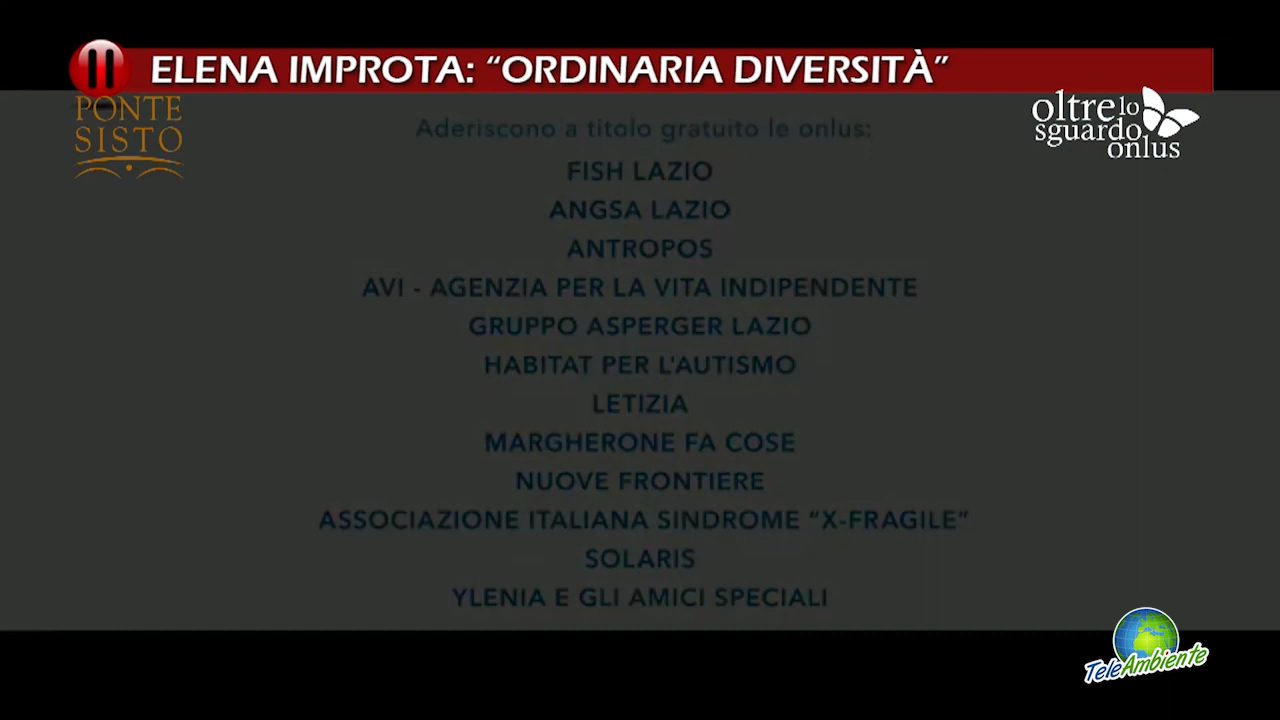 ELENA IMPROTA: “ORDINARIA DIVERSITÀ”
PONTE
SISTO
oltre lo
sguardo
onlus
Aderiscono a titolo gratuito le onlus:
FISH LAZIO
ANGSA LAZIO
ANTROPOS
AVI - AGENZIA PER LA VITA INDIPENDENTE
GRUPPO ASPERGER LAZIO
HABITAT PER L'AUTISMO
LETIZIA
MARGHERONE FA COSE
NUOVE FRONTIERE
ASSOCIAZIONE ITALIANA SINDROME “X-FRAGILE”
SOLARIS
YLENIA E GLI AMICI SPECIALI
TeleAmbiente